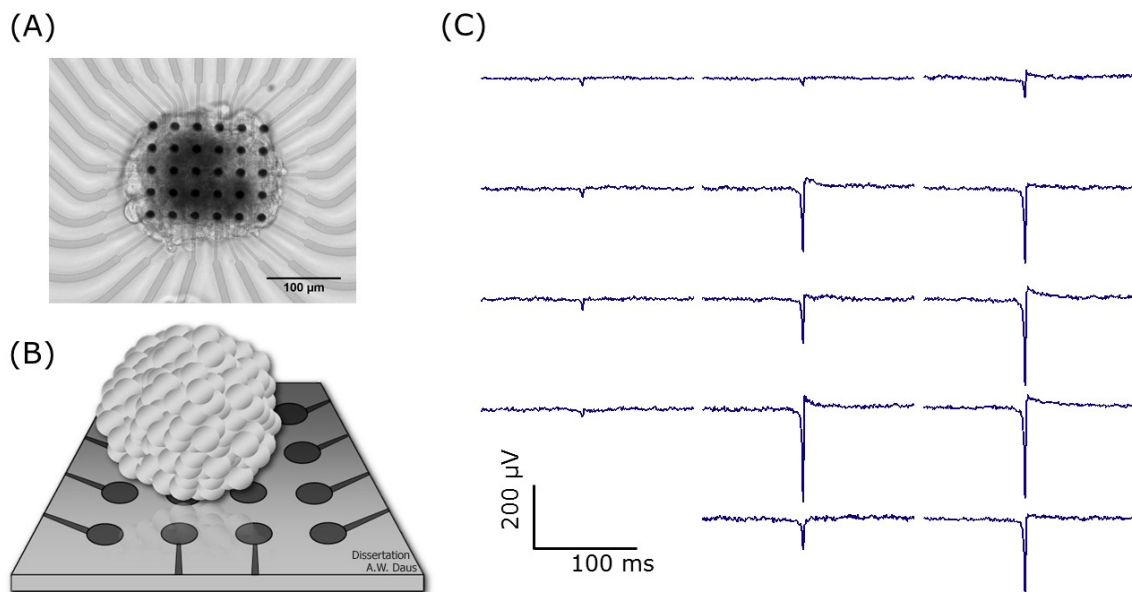 (A)
100 µm
(B)
Dissertation
A.W. Daus
(C)
200 µV
100 ms